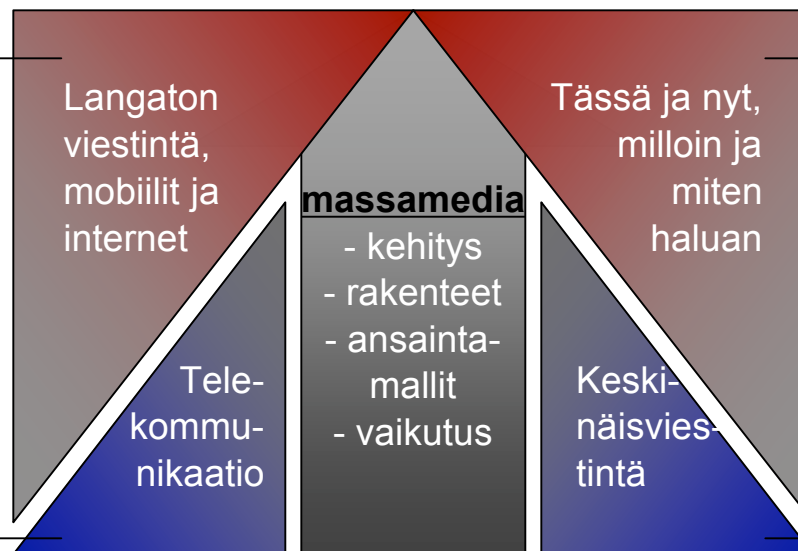 Langaton
viestintä,
mobiilit ja
internet
Tässä ja nyt,
milloin ja
miten
haluan
massamedia
- kehitys
- rakenteet
- ansainta-
mallit
- vaikutus
Tele-
kommu-
nikaatio
Keski-
näisvies-
tintä